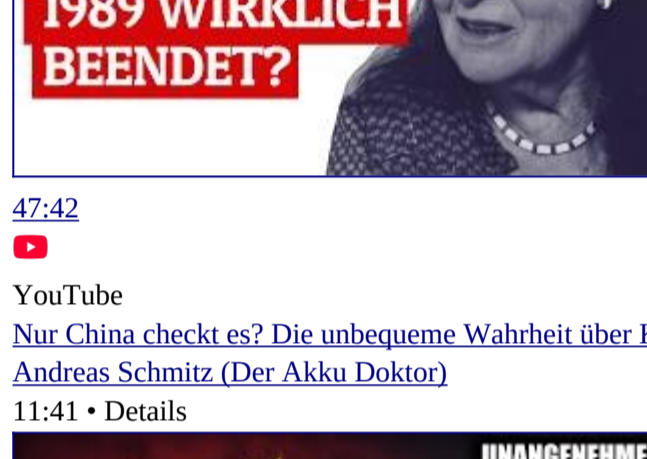 1989 WIRKLICH
BEENDET?
47:42
YouTube
Nur China checkt es? Die unbequeme Wahrheit über
Andreas Schmitz (Der Akku Doktor)
11:41 • Details
UNANGENEHME